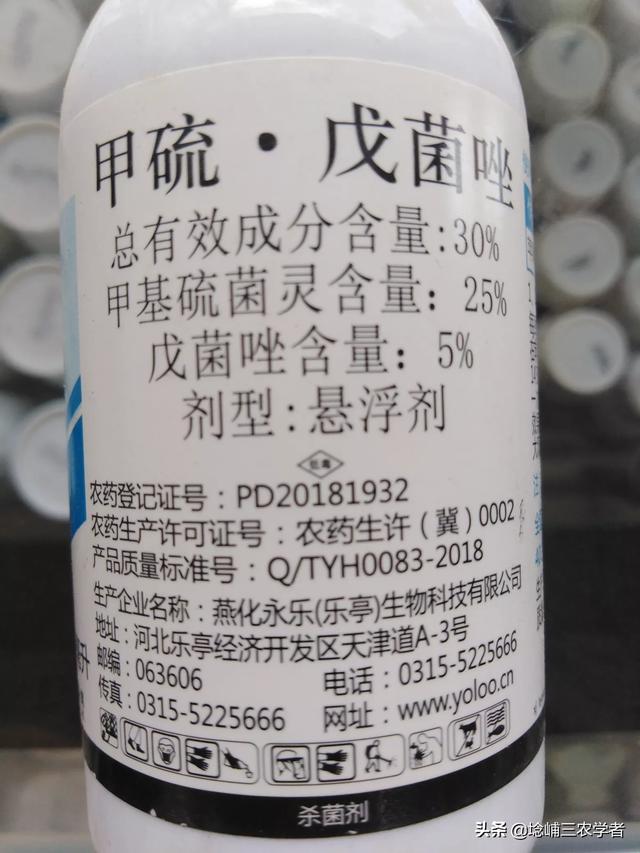 甲硫·戊菌唑
总有效成分含量:30%
甲基硫菌灵含量: 25%
戊菌唑含量: 5%
剂型:悬浮剂
低毒
农药登记证号:PD20181932
农药生产许可证号:农药生许(冀)0002
产品质量标准号:Q/TYH0083-2018
生产企业名称:燕化永乐(乐亭)生物科技有限公司
地址:河北乐亭经济开发区天津道A-3号
邮编:063606 电话:0315-5225666
传真:0315-5225666 网址:www.yoloo.cn
杀菌剂
升
头条 @埝峬三农学者